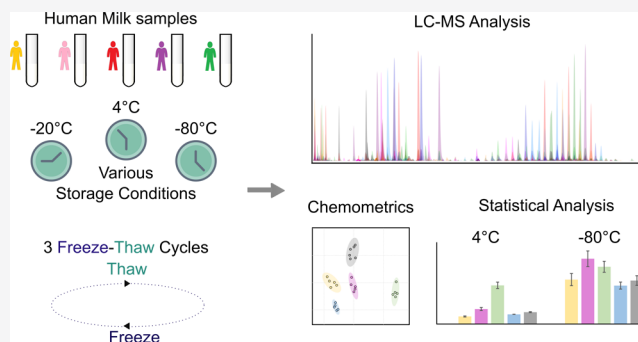 Human Milk samples
4°C
-20°C
-80°C
Various
Storage Conditions
3 Freeze-Thaw Cycles
Thaw
Freeze
LC-MS Analysis
Chemometrics
Statistical Analysis
4°C
-80°C